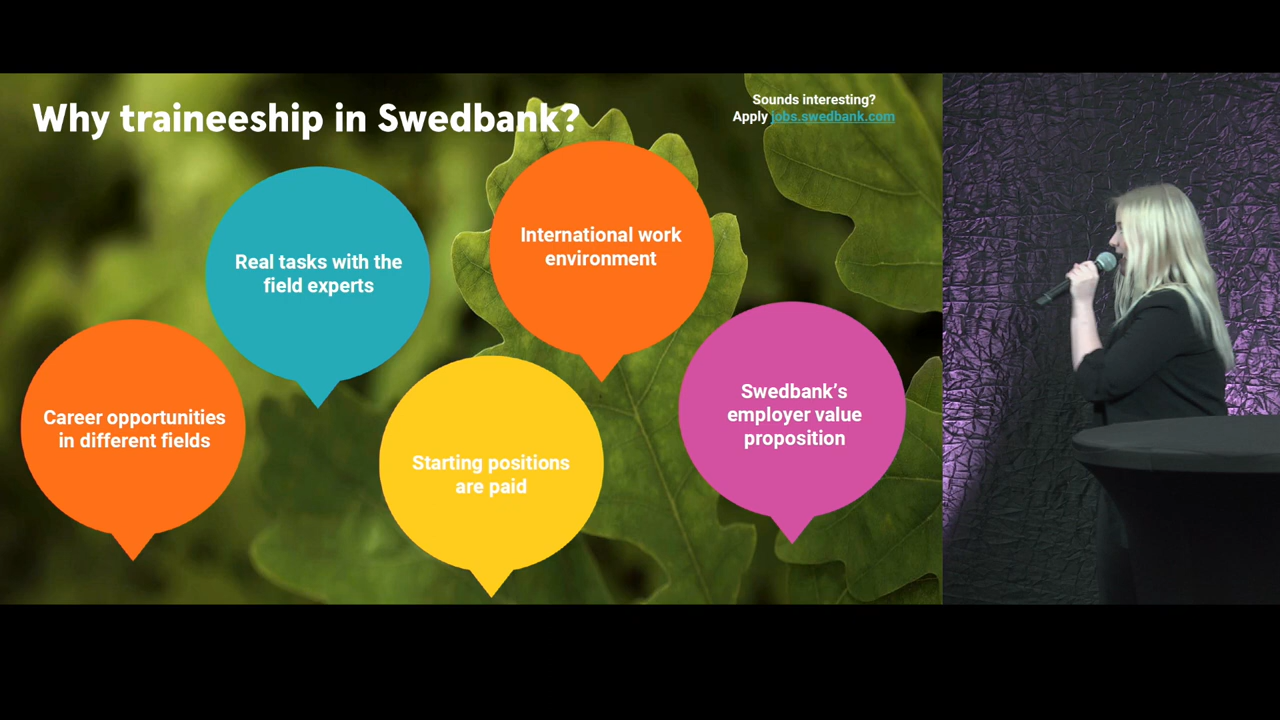 Why traineeship in Swedbank?
Sounds interesting?
Apply jobs.swedbank.com
Career opportunities
in different fields
Real tasks with the
field experts
Starting positions
are paid
International work
environment
Swedbank's
employer value
proposition